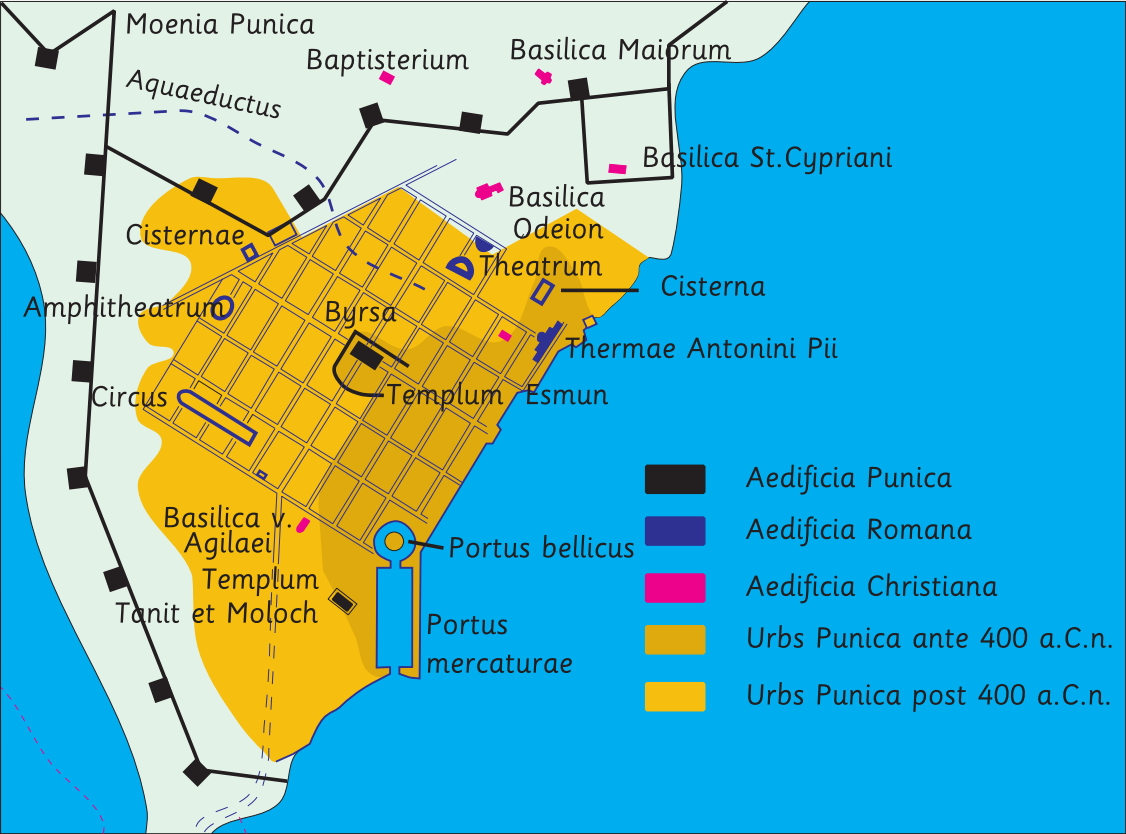 Moenia Punica
Basilica Maiorum
Baptisterium
Aquaeductus
Basilica St.Cypriani
Basilica
Odeion
Cisternae
Theatrum
Cisterna
Amphitheatrum
Byrsa
Thermae Antonini Pii
Circus
Templum Esmun
Aedificia Punica
Basilica v.
Agilaei
Aedificia Romana
Portus bellicus
Templum
Tanit et Moloch
Aedificia Christiana
Portus
mercaturae
Urbs Punica ante 400 a.C.n.
Urbs Punica post 400 a.C.n.